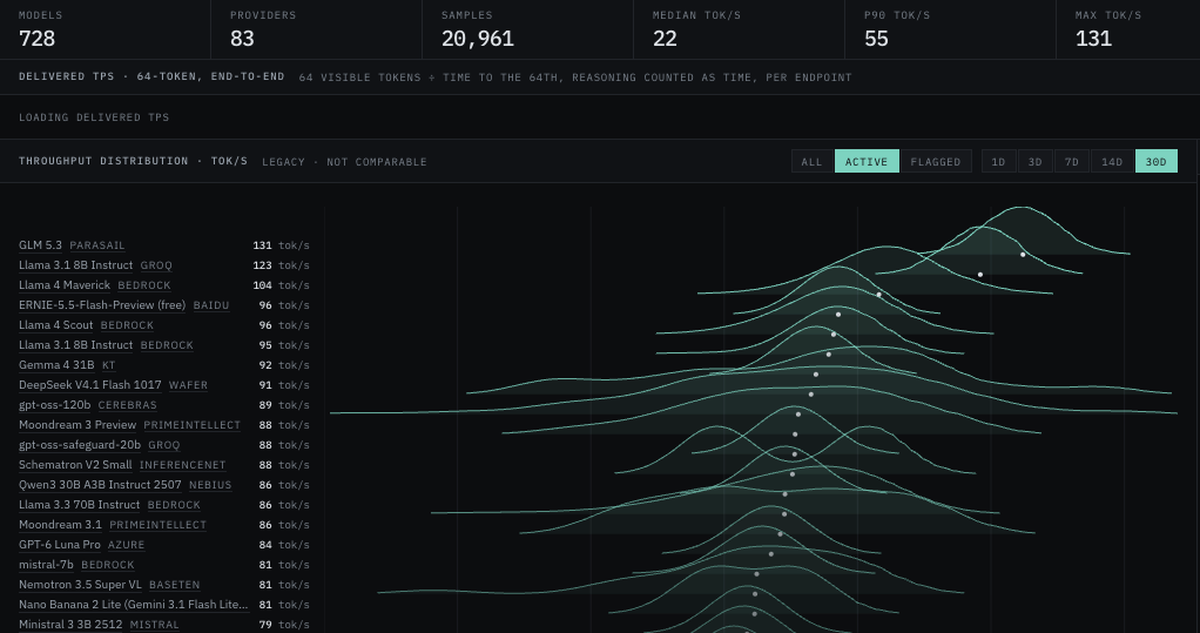 MODELS PROVIDERS SAMPLES MEDIAN TOK/S P90 TOK/S MAX TOK/S
728 83 20,961 22 55 131
DELIVERED TPS · 64-TOKEN, END-TO-END 64 VISIBLE TOKENS ÷ TIME TO THE 64TH, REASONING COUNTED AS TIME, PER ENDPOINT
LOADING DELIVERED TPS
THROUGHPUT DISTRIBUTION · TOK/S LEGACY · NOT COMPARABLE ALL ACTIVE FLAGGED 1D 3D 7D 14D 30D
GLM 5.3 PARASAIL 131 tok/s
Llama 3.1 8B Instruct GROQ 123 tok/s
Llama 4 Maverick BEDROCK 104 tok/s
ERNIE-5.5-Flash-Preview (free) BAIDU 96 tok/s
Llama 4 Scout BEDROCK 96 tok/s
Llama 3.1 8B Instruct BEDROCK 95 tok/s
Gemma 4 31B KT 92 tok/s
DeepSeek V4.1 Flash 1017 WAFER 91 tok/s
gpt-oss-120b CEREBRAS 89 tok/s
Moondream 3 Preview PRIMEINTELLECT 88 tok/s
gpt-oss-safeguard-20b GROQ 88 tok/s
Schematron V2 Small INFERENCENET 88 tok/s
Qwen3 30B A3B Instruct 2507 NEBIUS 86 tok/s
Llama 3.3 70B Instruct BEDROCK 86 tok/s
Moondream 3.1 PRIMEINTELLECT 86 tok/s
GPT-6 Luna Pro AZURE 84 tok/s
mistral-7b BEDROCK 81 tok/s
Nemotron 3.5 Super VL BASETEN 81 tok/s
Nano Banana 2 Lite (Gemini 3.1 Flash Lite... 81 tok/s
Ministral 3 3B 2512 MISTRAL 79 tok/s